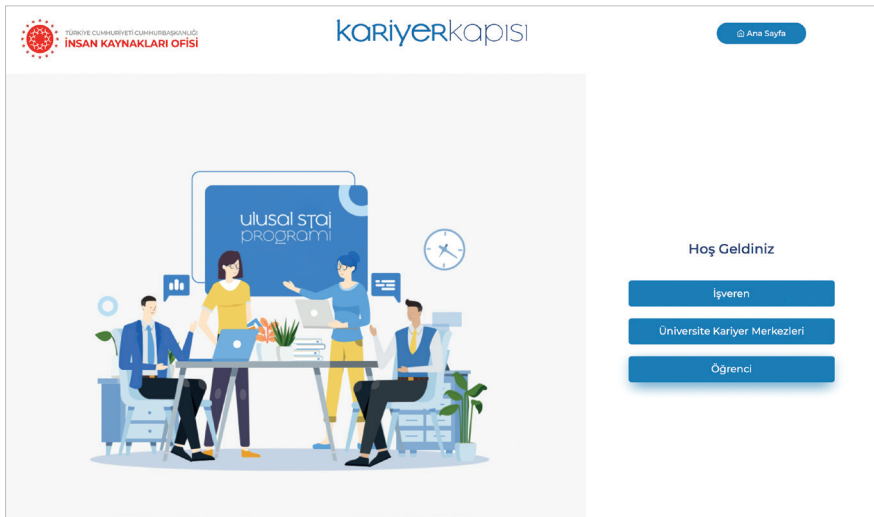 TÜRKİYE CUMHURİYETİ CUMHURBAŞKANLIĞI
İNSAN KAYNAKLARI OFİSİ
kariyerkapısı
Ana Sayfa
ulusal staj
programı
Hoş Geldiniz
İşveren
Üniversite Kariyer Merkezleri
Öğrenci